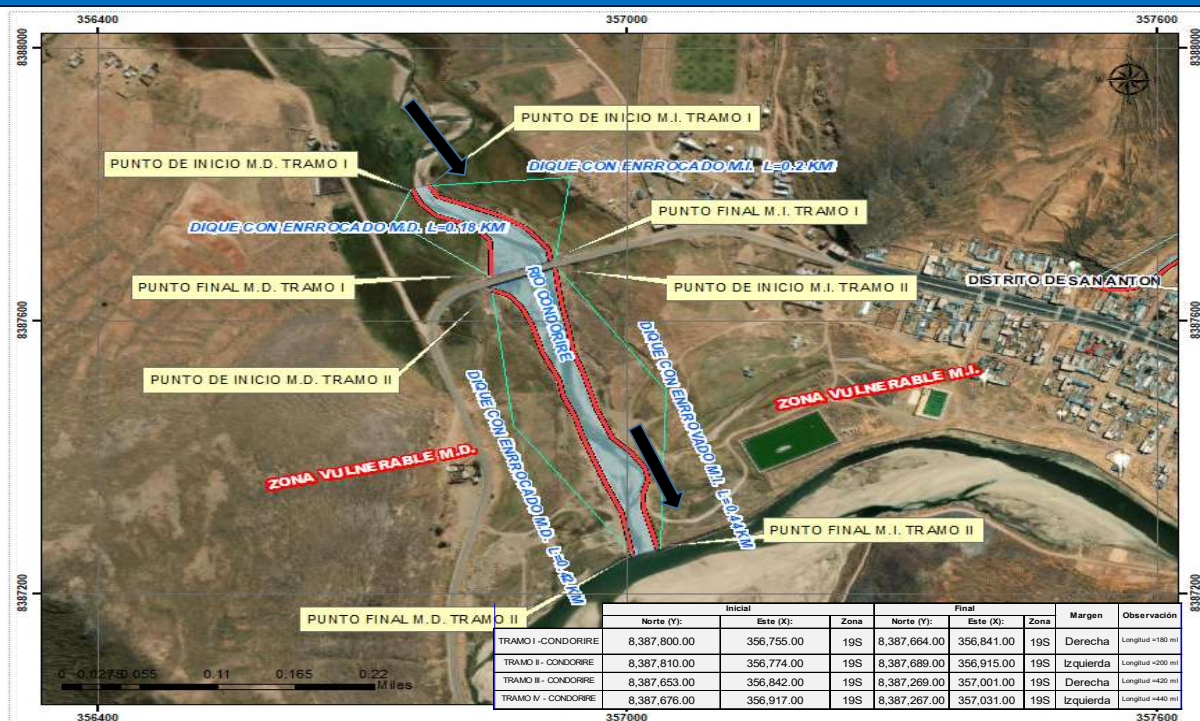 356400 357000 357600
8388000 8388000
PUNTO DE INICIO M.I. TRAMO I
PUNTO DE INICIO M.D. TRAMO I
DIQUE CON ENRROCADO M.I. L=0.2 KM
PUNTO FINAL M.I. TRAMO I
DIQUE CON ENRROCADO M.D. L=0.18 KM
PUNTO FINAL M.D. TRAMO I
PUNTO DE INICIO M.I. TRAMO II
DISTRITO DE SAN ANTON
RIO CONDORIRE
8387600 8387600
PUNTO DE INICIO M.D. TRAMO II
DIQUE CON ENRROCADO M.D. L=0.42 KM
DIQUE CON ENRROVADO M.I. L=0.44 KM
ZONA VULNERABLE M.I.
ZONA VULNERABLE M.D.
PUNTO FINAL M.I. TRAMO II
8387200 8387200
PUNTO FINAL M.D. TRAMO II
Inicial Final Margen Observación
Norte (Y): Este (X): Zona Norte (Y): Este (X): Zona
TRAMO I -CONDORIRE 8,387,800.00 356,755.00 19S 8,387,664.00 356,841.00 19S Derecha Longitud =180 ml
TRAMO II - CONDORIRE 8,387,810.00 356,774.00 19S 8,387,689.00 356,915.00 19S Izquierda Longitud =200 ml
TRAMO III - CONDORIRE 8,387,653.00 356,842.00 19S 8,387,269.00 357,001.00 19S Derecha Longitud =420 ml
TRAMO IV - CONDORIRE 8,387,676.00 356,917.00 19S 8,387,267.00 357,031.00 19S Izquierda Longitud =440 ml
0 0.0275 0.055 0.11 0.165 0.22
Miles
356400 357000 357600